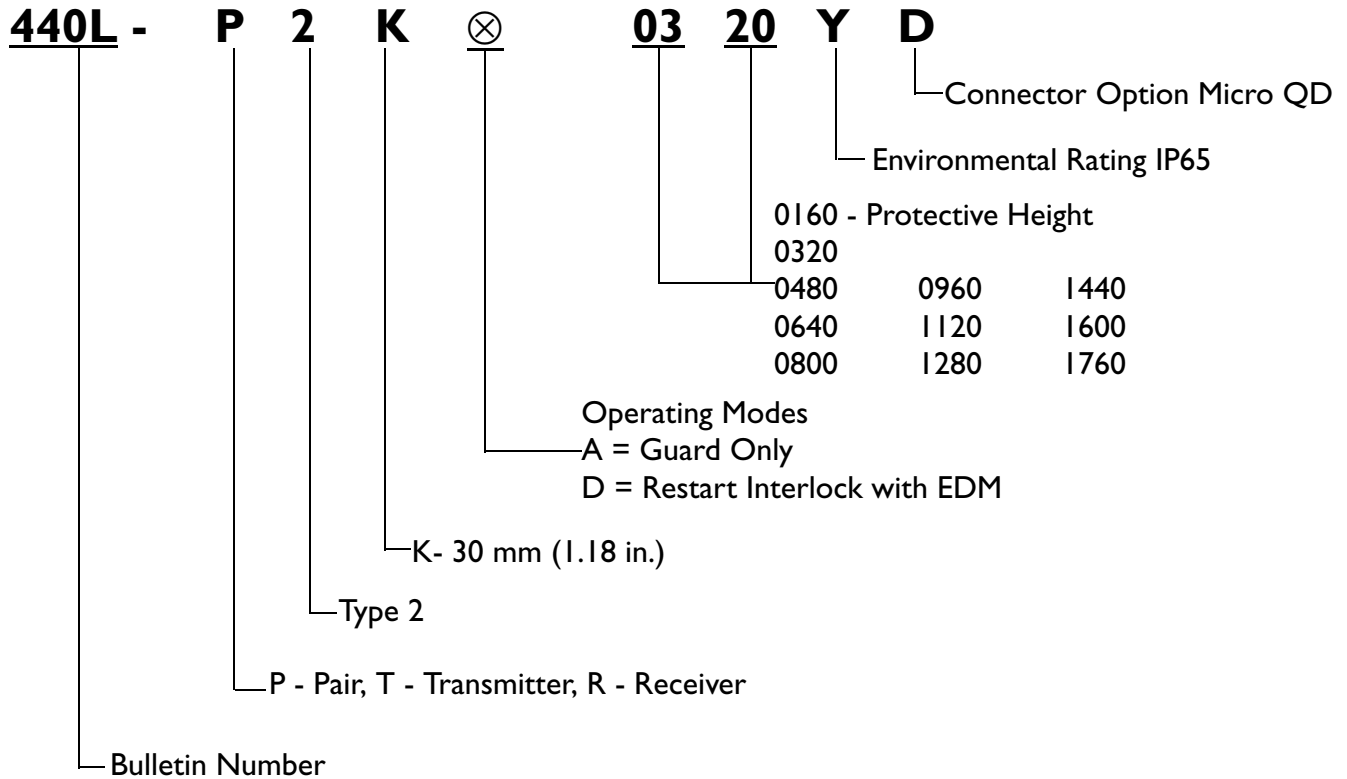 440L - P 2 K ⊗ 03 20 Y D
Connector Option Micro QD
Environmental Rating IP65
0160 - Protective Height
0320
0480 0960 1440
0640 1120 1600
0800 1280 1760
Operating Modes
A = Guard Only
D = Restart Interlock with EDM
K- 30 mm (1.18 in.)
Type 2
P - Pair, T - Transmitter, R - Receiver
Bulletin Number